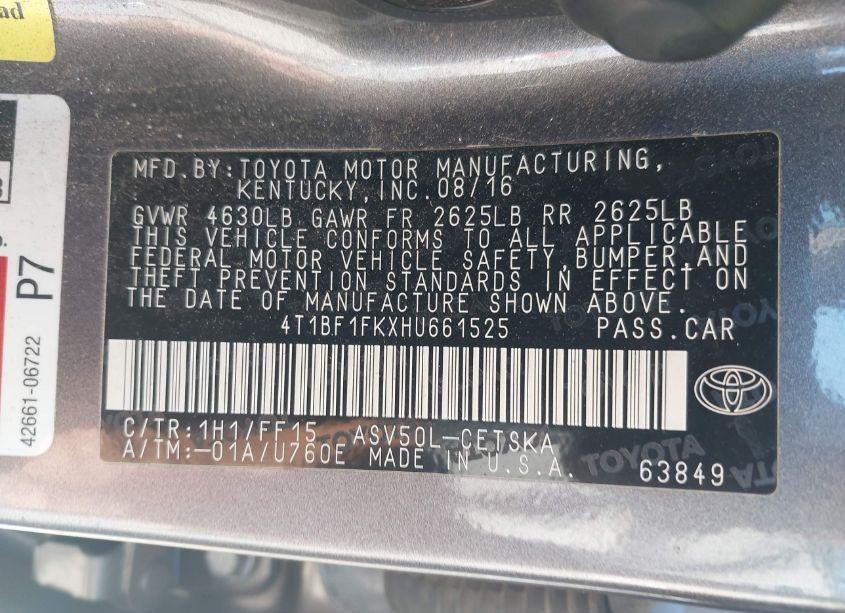 ad
P7
42661-06722
MFD. BY: TOYOTA MOTOR MANUFACTURING,
KENTUCKY, INC. 08/16
GVWR 4630LB GAWR FR 2625LB RR 2625LB
THIS VEHICLE CONFORMS TO ALL APPLICABLE
FEDERAL MOTOR VEHICLE SAFETY, BUMPER, AND
THEFT PREVENTION STANDARDS IN EFFECT ON
THE DATE OF MANUFACTURE SHOWN ABOVE.
4T1BF1FKXHU661525 PASS.CAR
C/TR:1H1/FF15 ASV50L-CETSKA
A/TM:-01A/U760E MADE IN U.S.A.
63849
TOYOTA